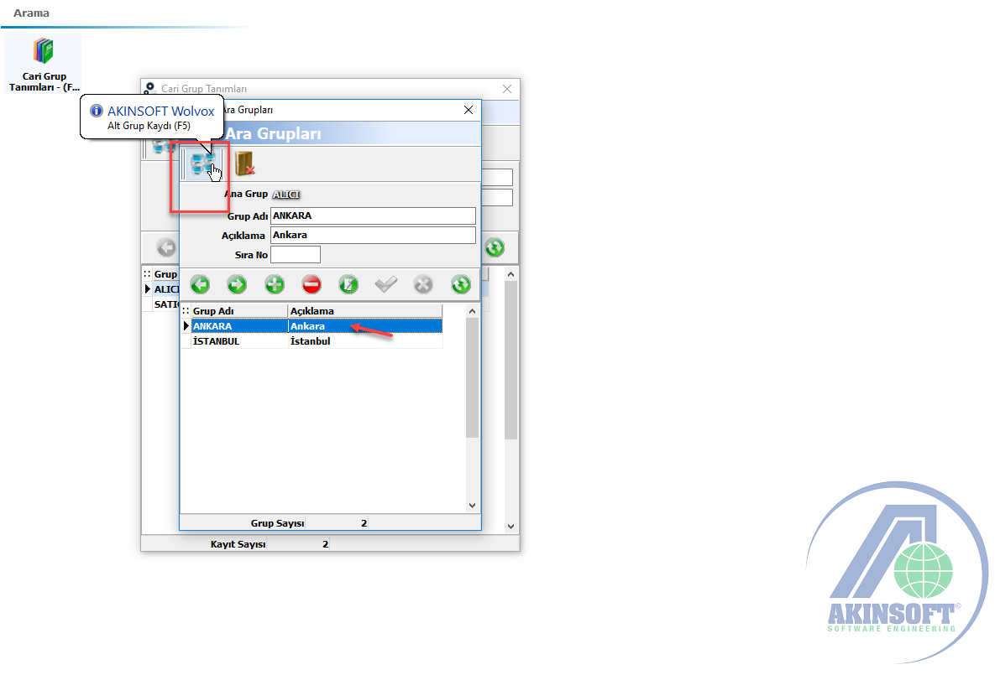 Arama
Cari Grup
Tanımları - (F...
Cari Grup Tanımları
AKINSOFT Wolvox
Alt Grup Kaydı (F5)
Ara Grupları
Ara Grupları
Ana Grup ALICI
Grup Adı ANKARA
Açıklama Ankara
Sıra No
Grup
ALICI
Grup Adı Açıklama
ANKARA Ankara
İSTANBUL İstanbul
Grup Sayısı 2
Kayıt Sayısı 2
AKINSOFT®
SOFTWARE ENGINEERING